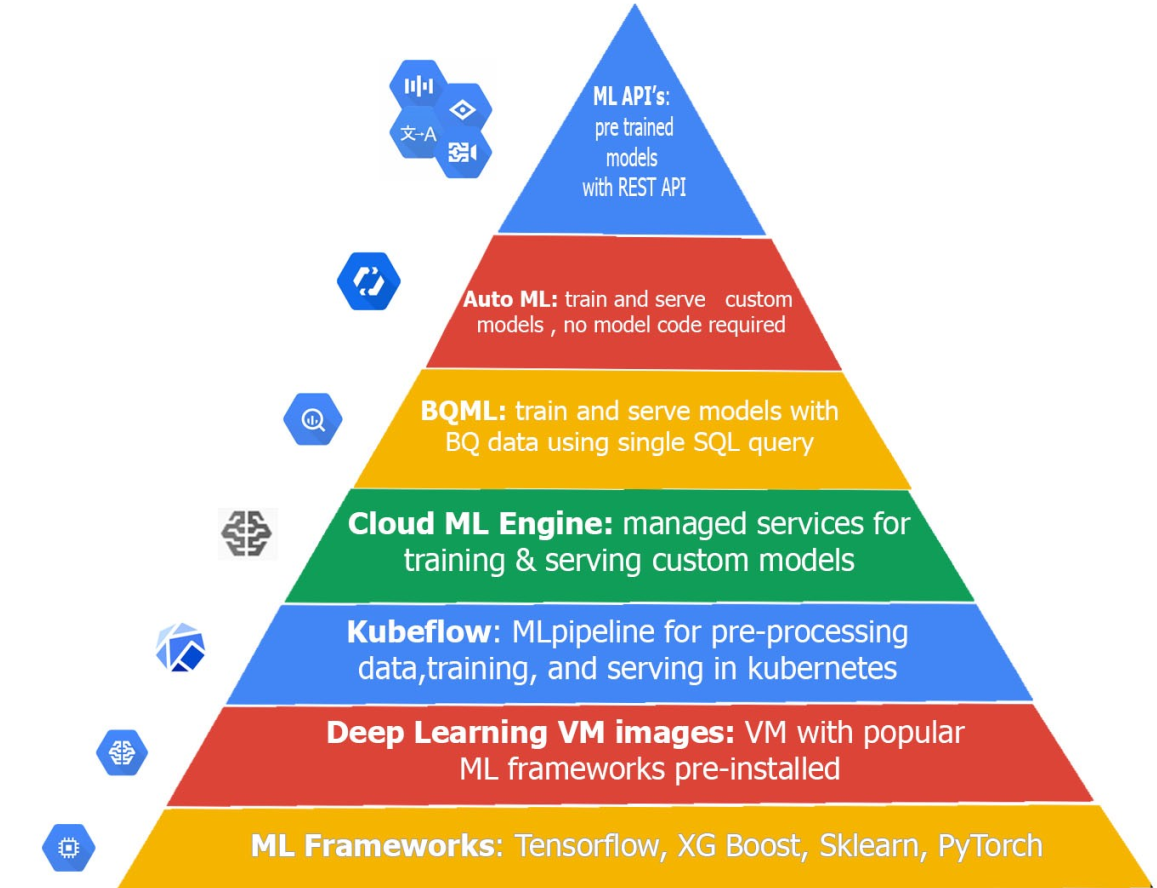 ML API's:
pre trained
models
with REST API
文→A
Auto ML: train and serve custom
models , no model code required
BQML: train and serve models with
BQ data using single SQL query
Cloud ML Engine: managed services for
training & serving custom models
Kubeflow: MLpipeline for pre-processing
data,training, and serving in kubernetes
Deep Learning VM images: VM with popular
ML frameworks pre-installed
ML Frameworks: Tensorflow, XG Boost, Sklearn, PyTorch